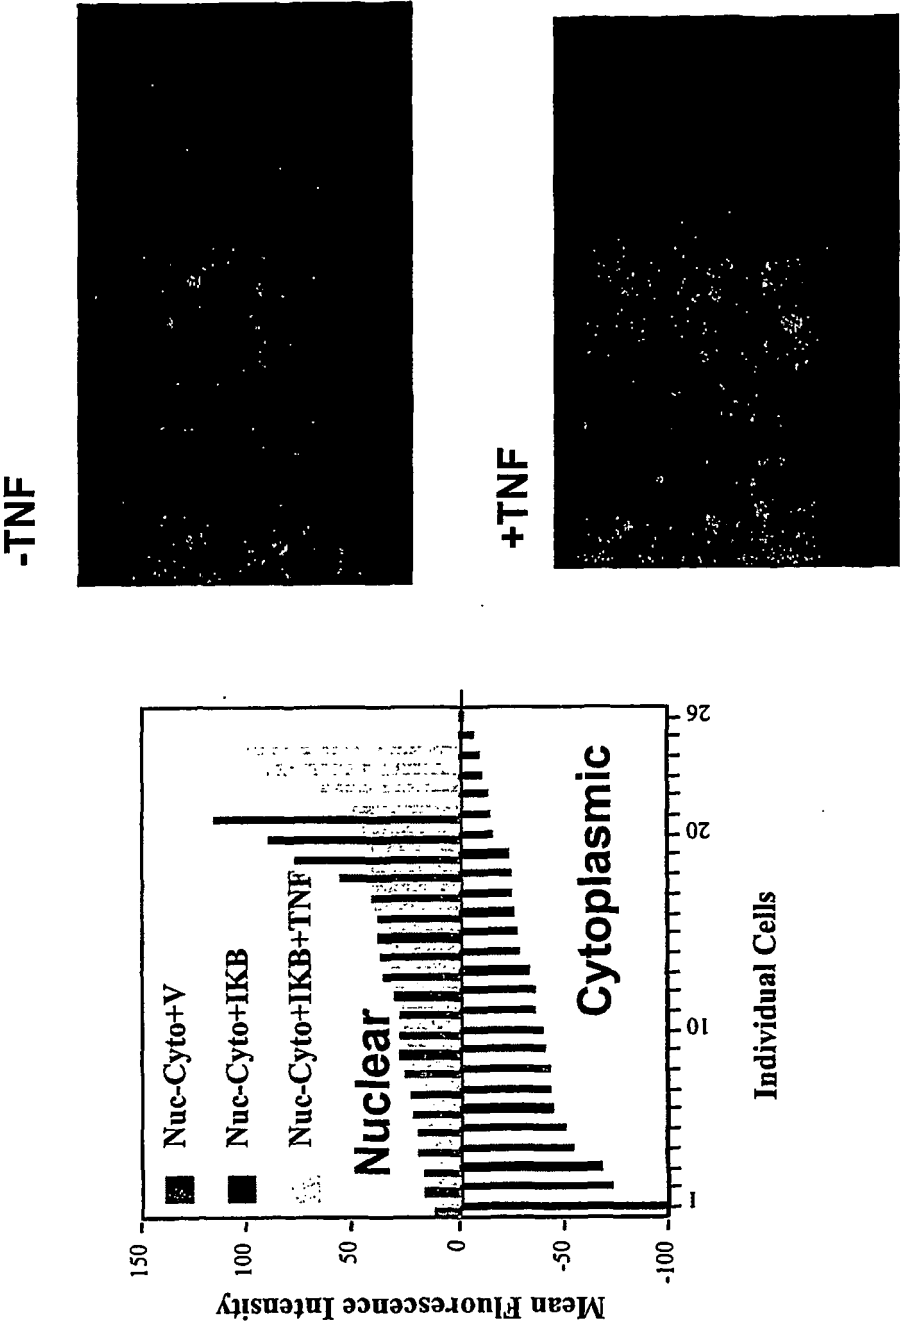 -TNF
+TNF
Nuc-Cyto+V
Nuc-Cyto+IKB
Nuc-Cyto+IKB+TNF
Nuclear
Cytoplasmic
150
100
50
0
-50
-100
Mean Fluorescence Intensity
1
10
20
26
Individual Cells